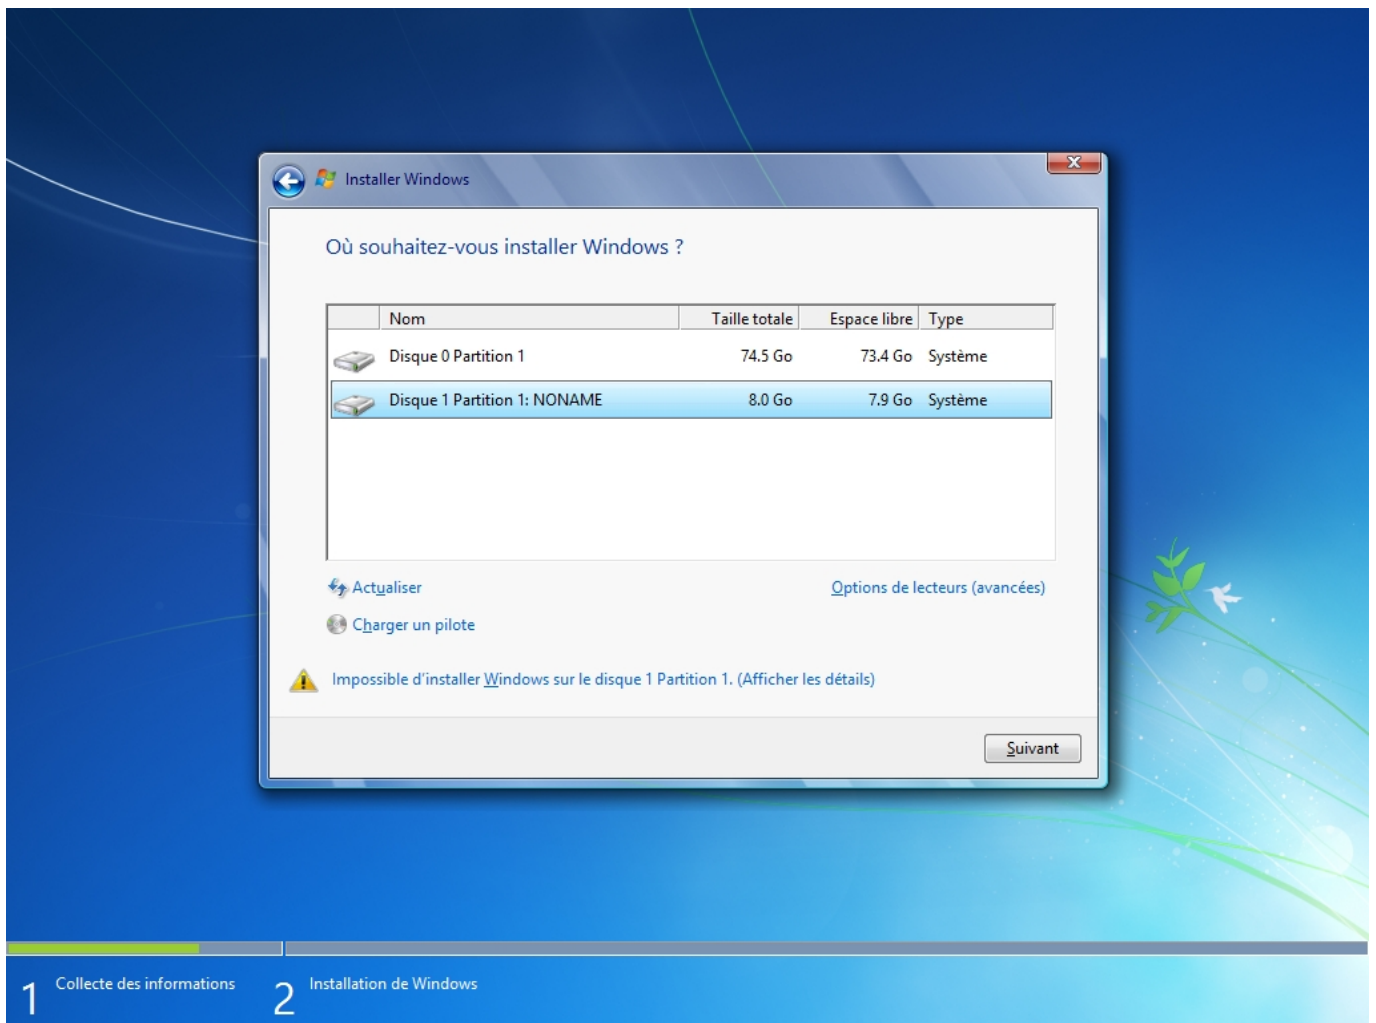 Installer Windows
Où souhaitez-vous installer Windows ?
Nom Taille totale Espace libre Type
Disque 0 Partition 1 74.5 Go 73.4 Go Système
Disque 1 Partition 1: NONAME 8.0 Go 7.9 Go Système
Actualiser Options de lecteurs (avancées)
Charger un pilote
Impossible d'installer Windows sur le disque 1 Partition 1. (Afficher les détails)
Suivant
1 Collecte des informations 2 Installation de Windows